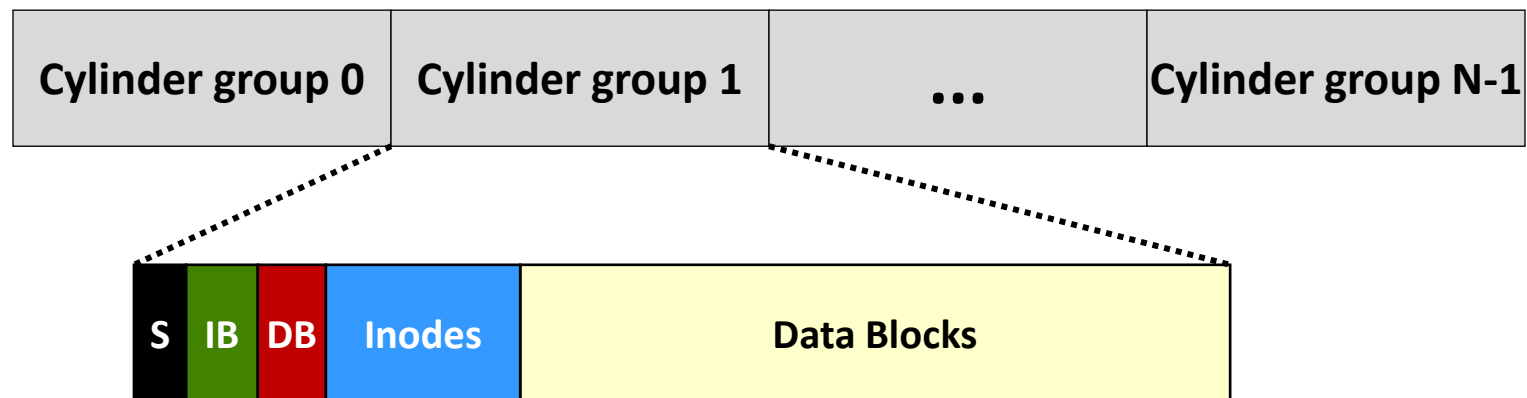 Cylinder group 0 Cylinder group 1 ... Cylinder group N-1
S IB DB Inodes Data Blocks